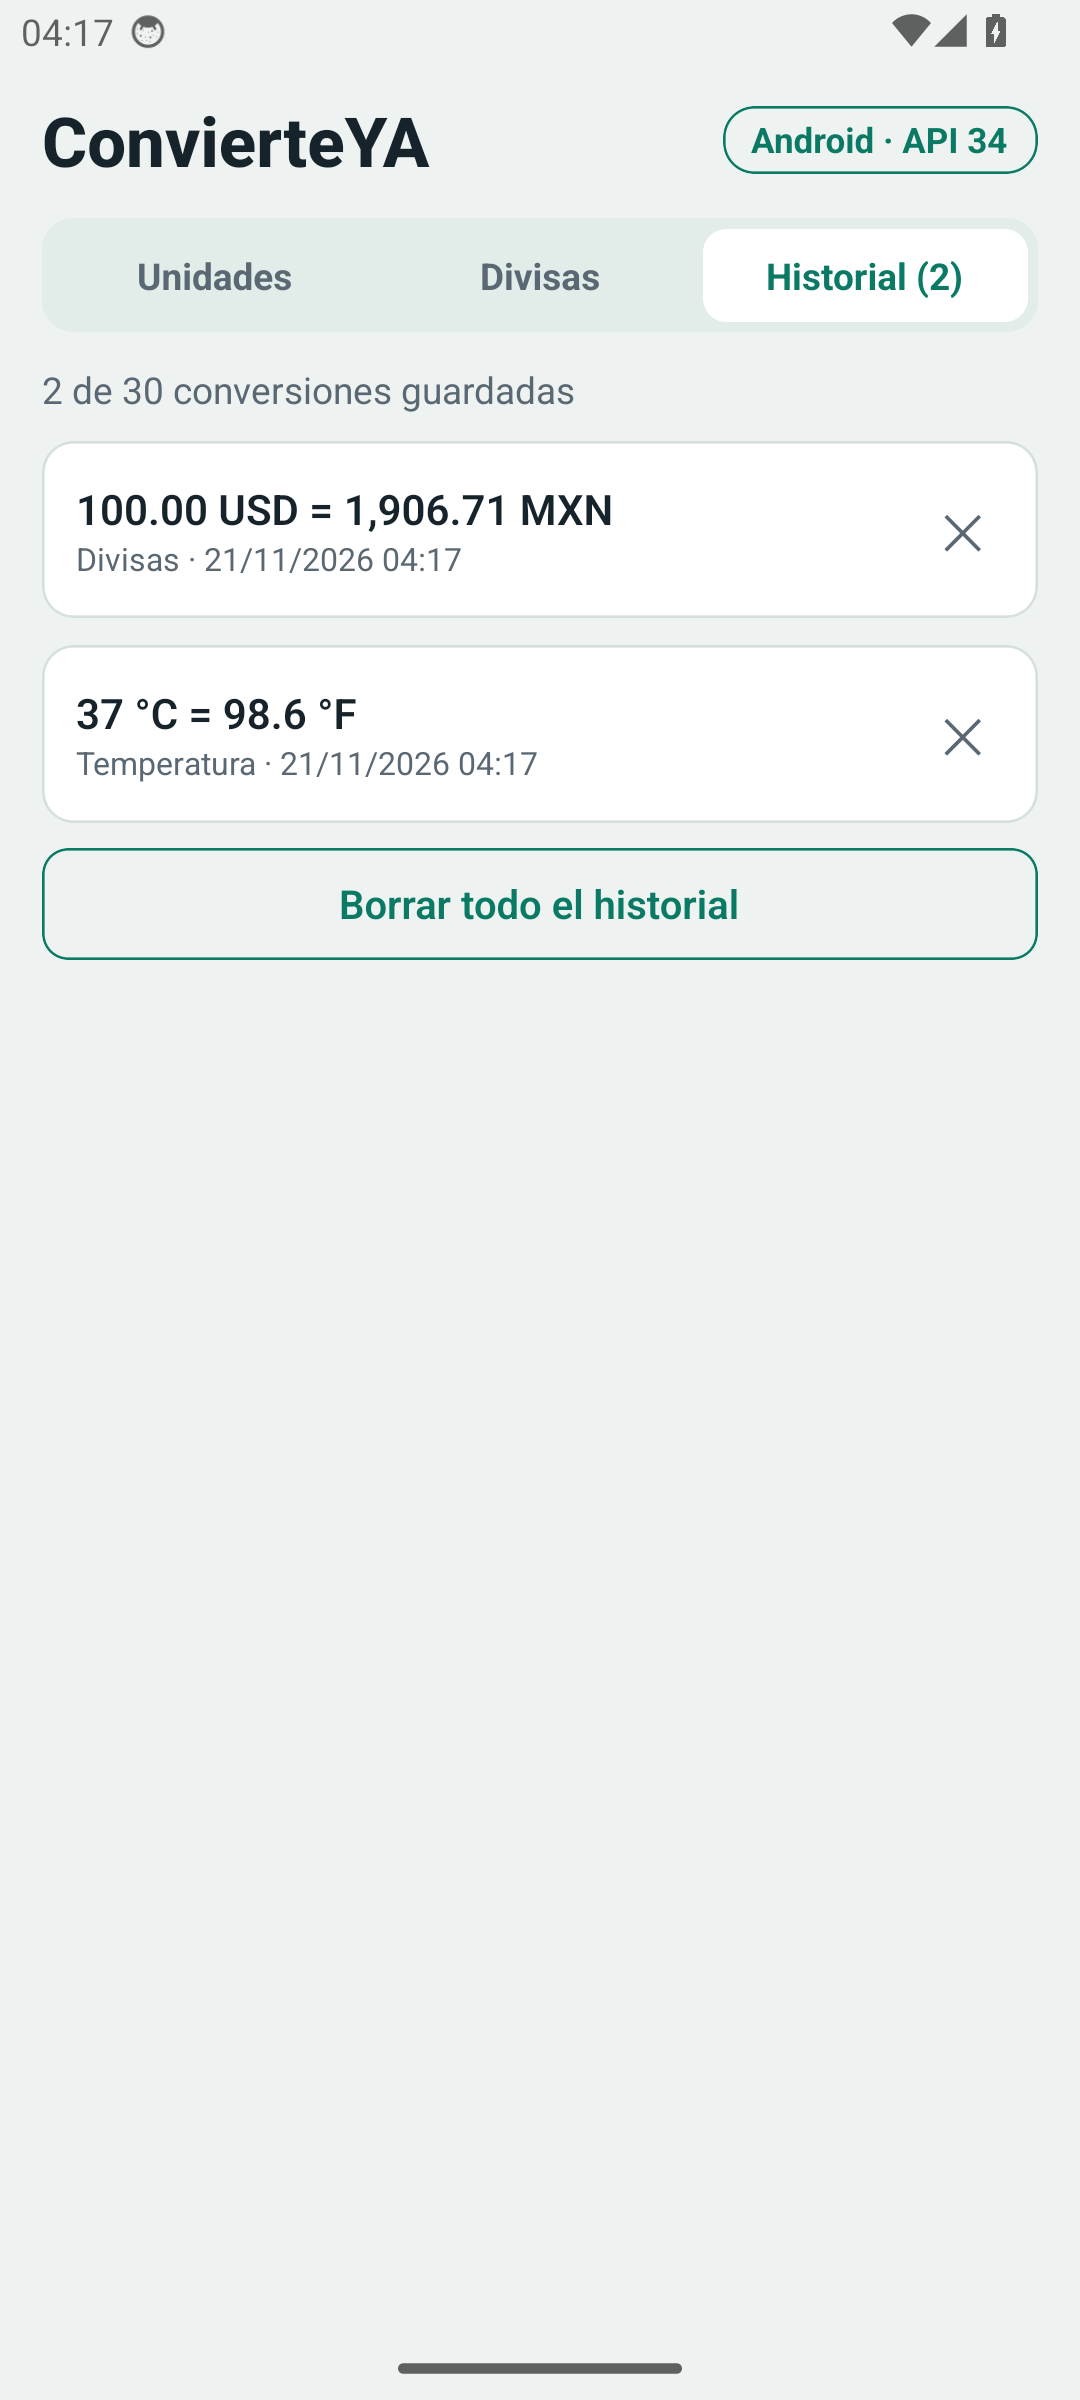 04:17
ConvierteYA
Android · API 34
Unidades
Divisas
Historial (2)
2 de 30 conversiones guardadas
100.00 USD = 1,906.71 MXN
Divisas · 21/11/2026 04:17
37 °C = 98.6 °F
Temperatura · 21/11/2026 04:17
Borrar todo el historial